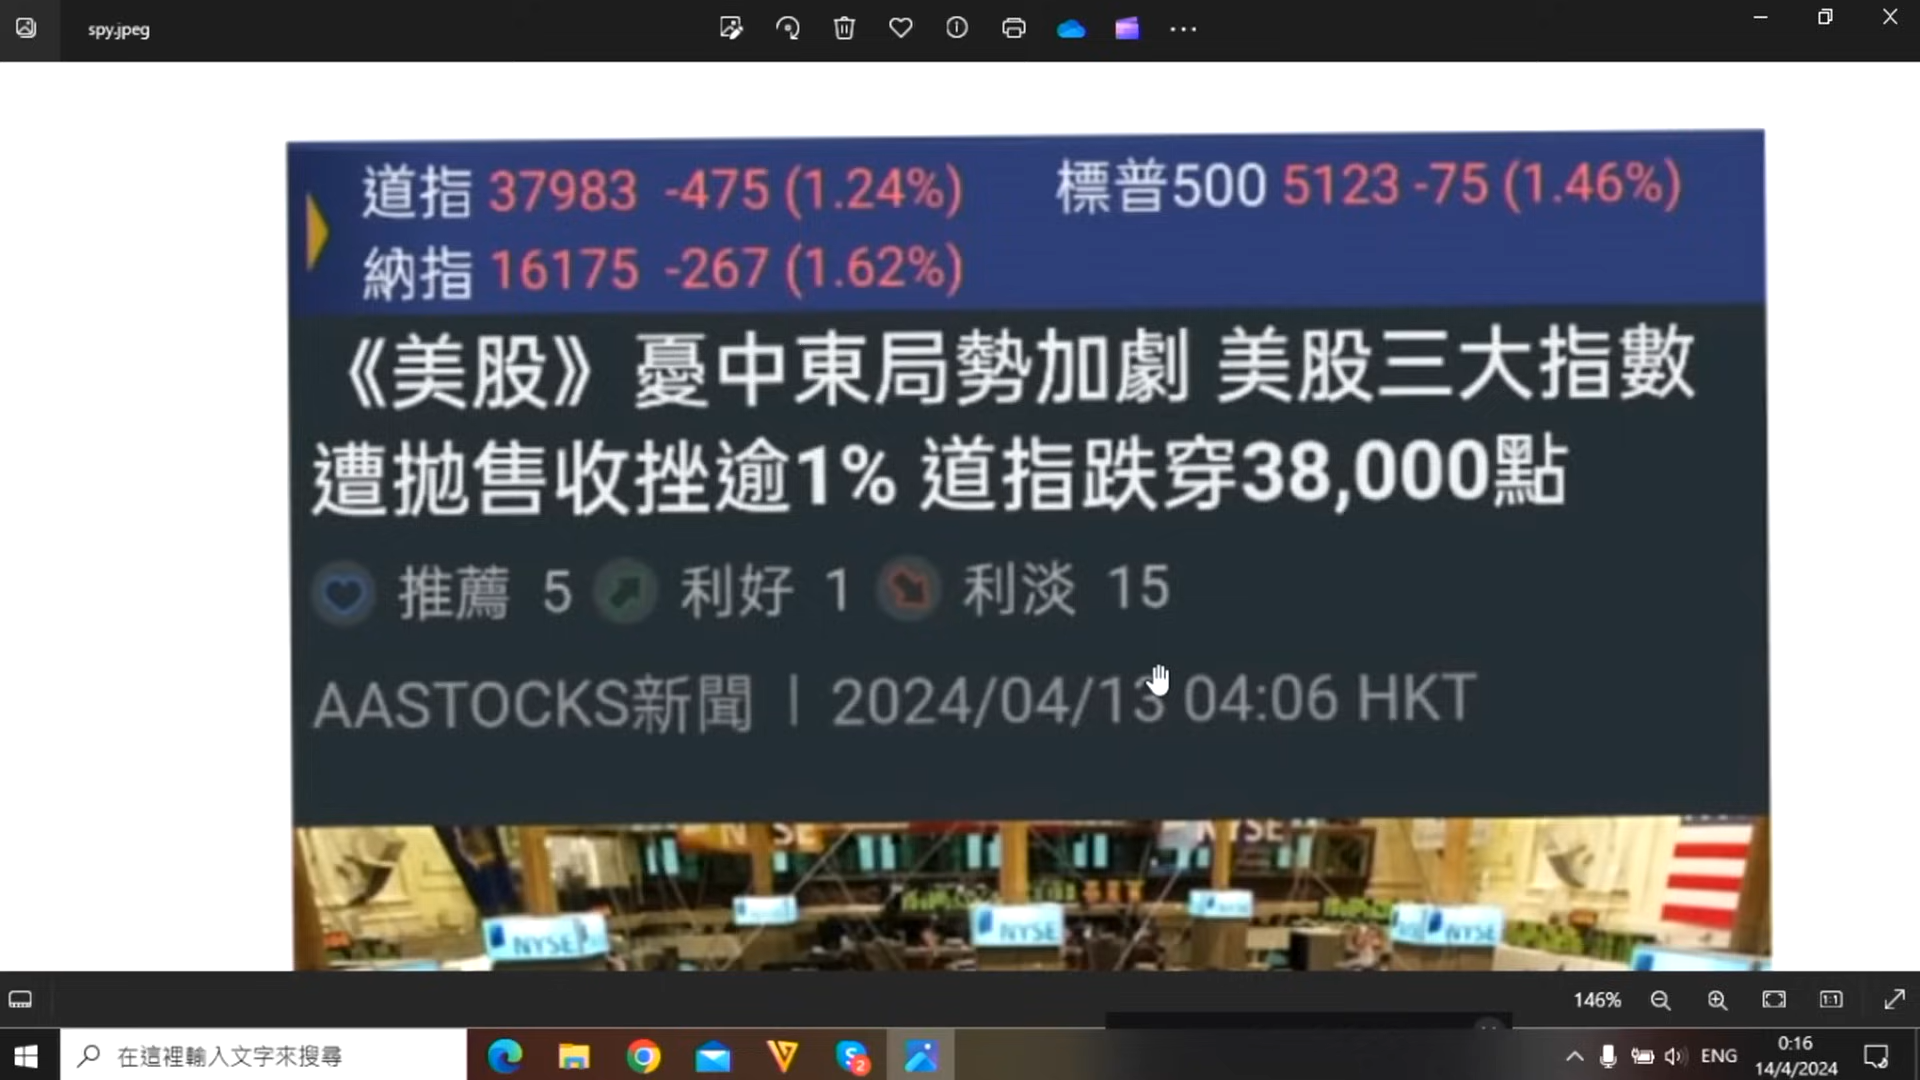 spy.jpeg
道指 37983 -475 (1.24%) 標普500 5123 -75 (1.46%)
納指 16175 -267 (1.62%)
《美股》憂中東局勢加劇 美股三大指數
遭拋售收挫逾1% 道指跌穿38,000點
推薦 5 利好 1 利淡 15
AASTOCKS新聞 | 2024/04/13 04:06 HKT
NYSE
NYSE
NYSE
146%
在這裡輸入文字來搜尋
2
ENG
0:16
14/4/2024